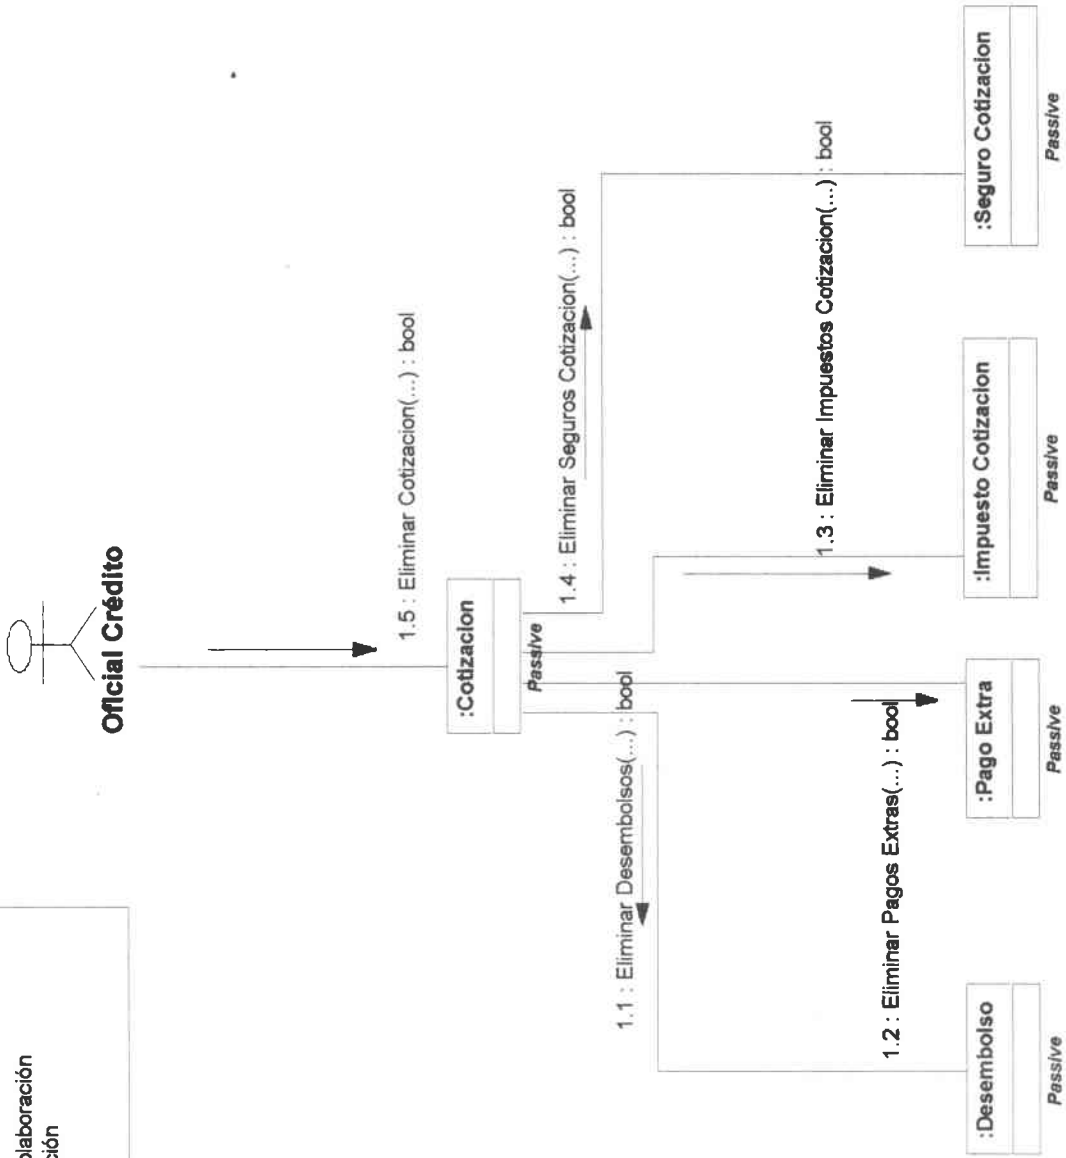 olaboración
ción
Oficial Crédito
1.5 : Eliminar Cotizacion(...) : bool
:Cotizacion
Passive
1.4 : Eliminar Seguros Cotizacion(...) : bool
1.1 : Eliminar Desembolsos(...) : bool
1.3 : Eliminar Impuestos Cotizacion(...) : bool
1.2 : Eliminar Pagos Extras(...) : bool
:Desembolso
Passive
:Pago Extra
Passive
:Impuesto Cotizacion
Passive
:Seguro Cotizacion
Passive